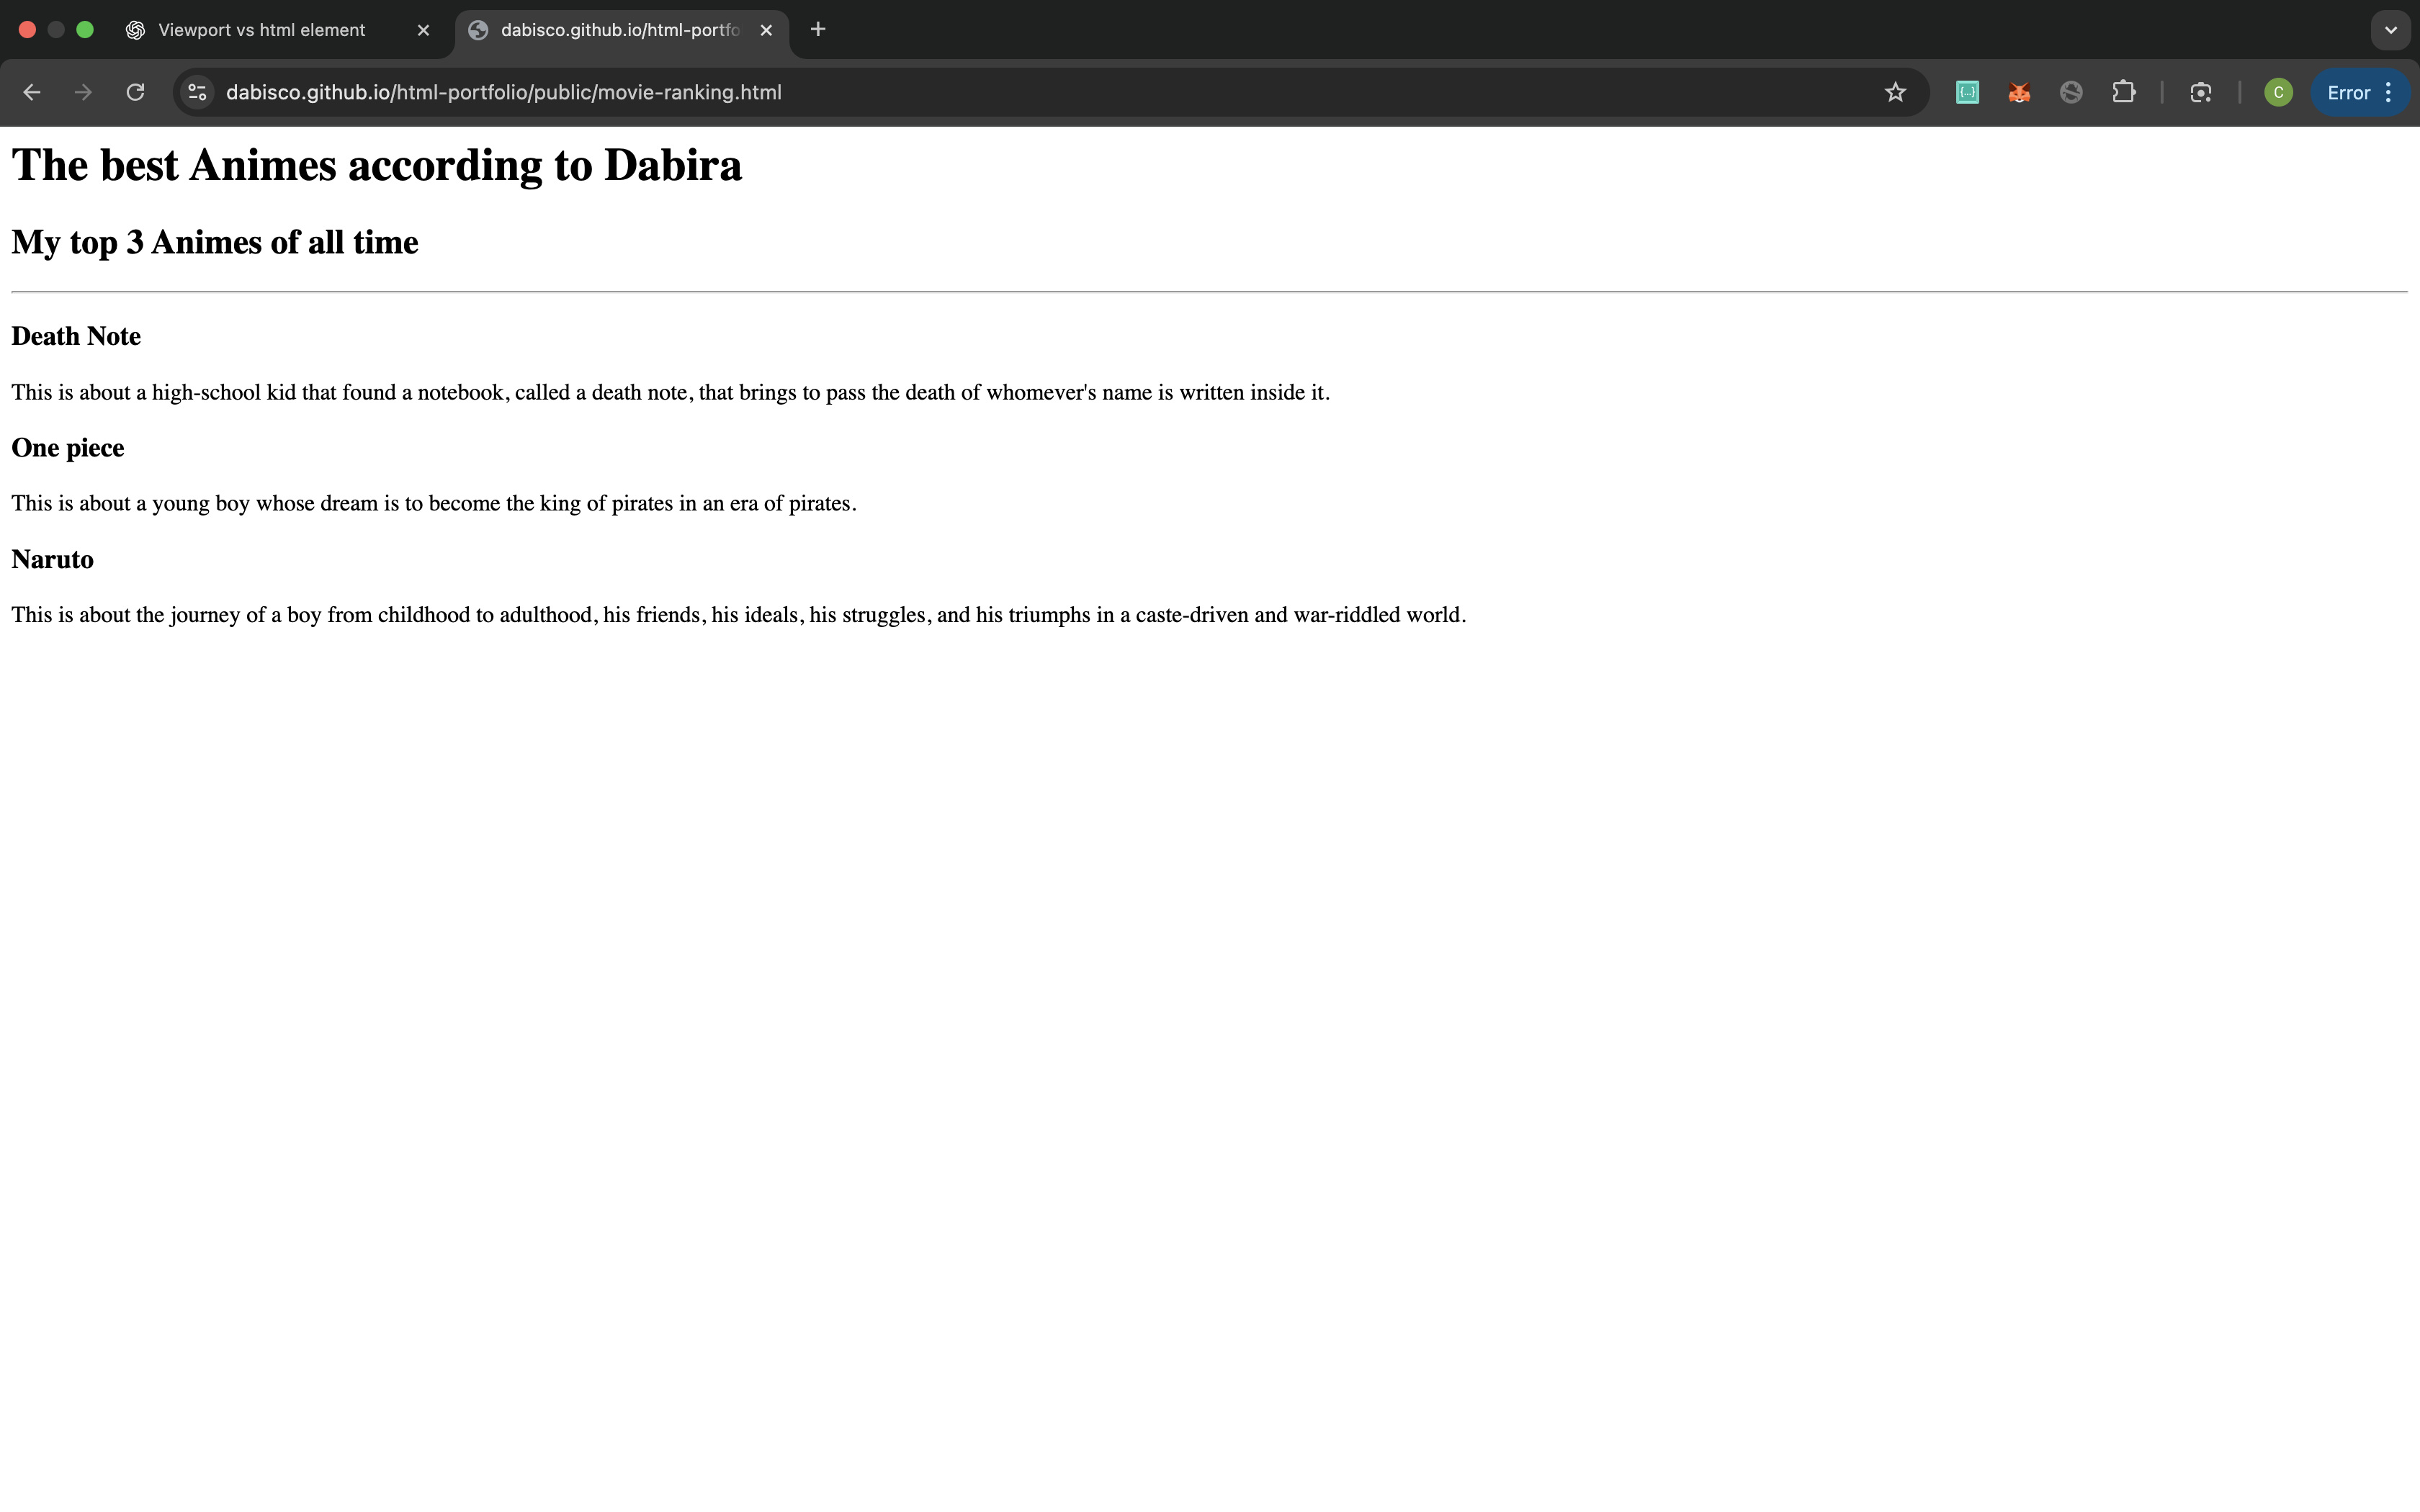 Viewport vs html element
dabisco.github.io/html-portfo
dabisco.github.io/html-portfolio/public/movie-ranking.html
{...}
C
Error
The best Animes according to Dabira
My top 3 Animes of all time
Death Note
This is about a high-school kid that found a notebook, called a death note, that brings to pass the death of whomever's name is written inside it.
One piece
This is about a young boy whose dream is to become the king of pirates in an era of pirates.
Naruto
This is about the journey of a boy from childhood to adulthood, his friends, his ideals, his struggles, and his triumphs in a caste-driven and war-riddled world.